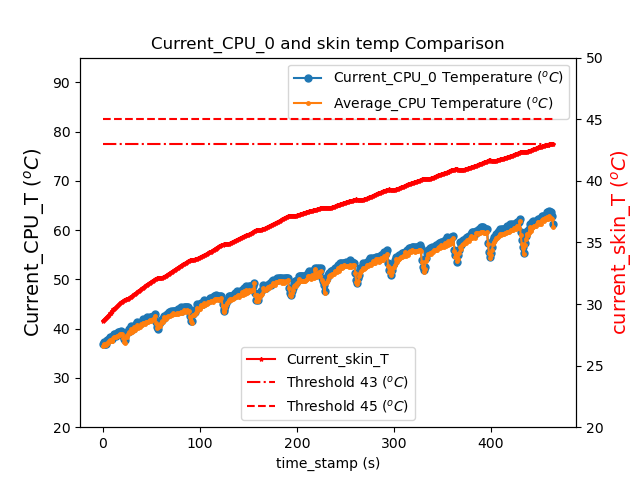 Current_CPU_0 and skin temp Comparison
Current_CPU_0 Temperature (°C)
Average_CPU Temperature (°C)
Current_CPU_T (°C)
90
80
70
60
50
40
30
20
50
45
40
35
30
25
20
current_skin_T (°C)
Current_skin_T
Threshold 43 (°C)
Threshold 45 (°C)
0 100 200 300 400
time_stamp (s)